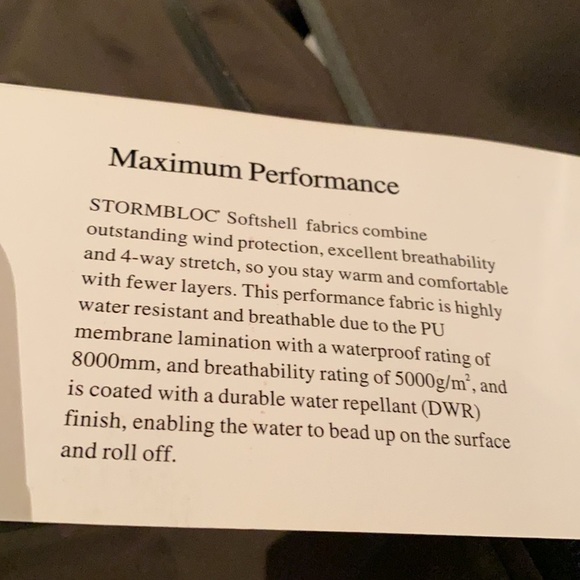 Maximum Performance
STORMBLOC® Softshell fabrics combine
outstanding wind protection, excellent breathability
and 4-way stretch, so you stay warm and comfortable
with fewer layers. This performance fabric is highly
water resistant and breathable due to the PU
membrane lamination with a waterproof rating of
8000mm, and breathability rating of 5000g/m², and
is coated with a durable water repellant (DWR)
finish, enabling the water to bead up on the surface
and roll off.